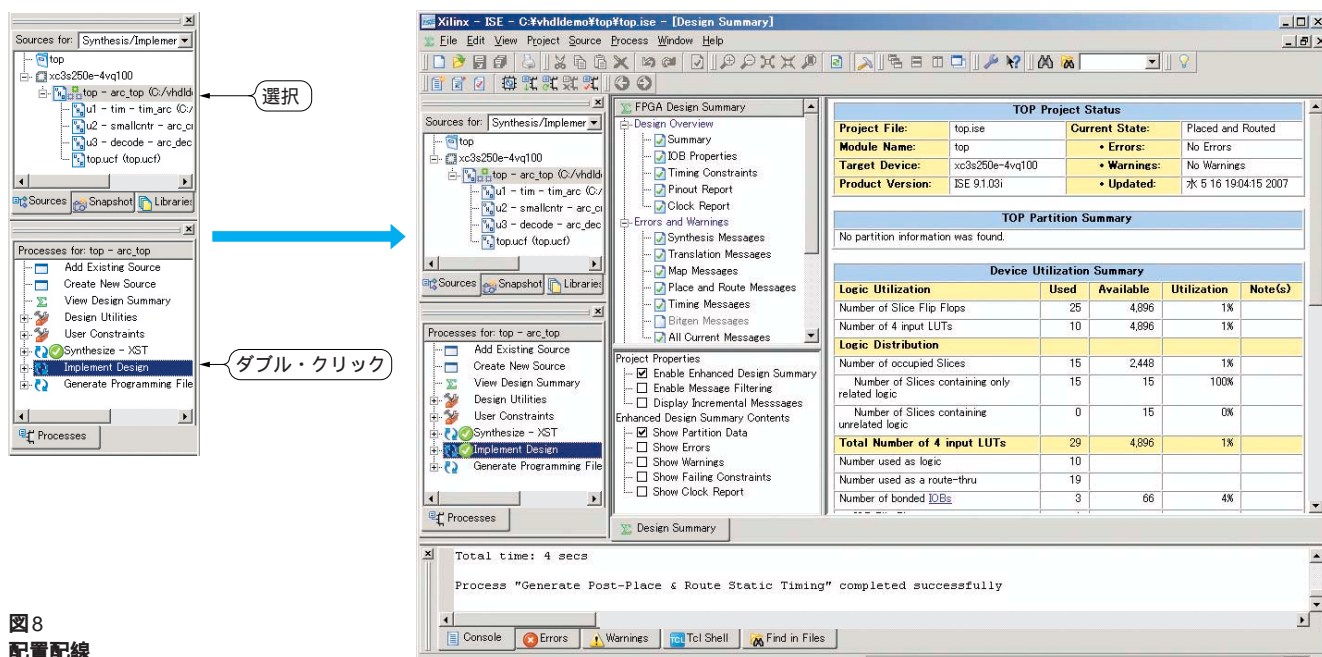 Sources for: Synthesis/Implemer
top
xc3s250e-4vq100
top - arc_top (C:/vhdld
u1 - tim - tim_arc (C:/
u2 - smallcntr - arc_c
u3 - decode - arc_dec
top.ucf (top.ucf)
Sources Snapshot Libraries
選択
Processes for: top - arc_top
Add Existing Source
Create New Source
View Design Summary
Design Utilities
User Constraints
Synthesize - XST
Implement Design
Generate Programming File
Processes
ダブル・クリック
Xilinx - ISE - C:¥vhdldemo¥top¥top.ise - [Design Summary]
File Edit View Project Source Process Window Help
Sources for: Synthesis/Implemer
top
xc3s250e-4vq100
top - arc_top (C:/vhdld
u1 - tim - tim_arc (C:/
u2 - smallcntr - arc_c
u3 - decode - arc_dec
top.ucf (top.ucf)
Sources Snapshot Libraries
Processes for: top - arc_top
Add Existing Source
Create New Source
View Design Summary
Design Utilities
User Constraints
Synthesize - XST
Implement Design
Generate Programming File
Processes
FPGA Design Summary
Design Overview
Summary
IOB Properties
Timing Constraints
Pinout Report
Clock Report
Errors and Warnings
Synthesis Messages
Translation Messages
Map Messages
Place and Route Messages
Timing Messages
Bitgen Messages
All Current Messages
Project Properties
Enable Enhanced Design Summary
Enable Message Filtering
Display Incremental Messsages
Enhanced Design Summary Contents
Show Partition Data
Show Errors
Show Warnings
Show Failing Constraints
Show Clock Report
Design Summary
TOP Project Status
Project File: top.ise Current State: Placed and Routed
Module Name: top • Errors: No Errors
Target Device: xc3s250e-4vq100 • Warnings: No Warnings
Product Version: ISE 9.1.03i • Updated: 水 5 16 19:04:15 2007
TOP Partition Summary
No partition information was found.
Device Utilization Summary
Logic Utilization Used Available Utilization Note(s)
Number of Slice Flip Flops 25 4,896 1%
Number of 4 input LUTs 10 4,896 1%
Logic Distribution
Number of occupied Slices 15 2,448 1%
Number of Slices containing only related logic 15 15 100%
Number of Slices containing unrelated logic 0 15 0%
Total Number of 4 input LUTs 29 4,896 1%
Number used as logic 10
Number used as a route-thru 19
Number of bonded IOBs 3 66 4%
Total time: 4 secs
Process "Generate Post-Place & Route Static Timing" completed successfully
Console Errors Warnings Tcl Shell Find in Files
図8
配置配線